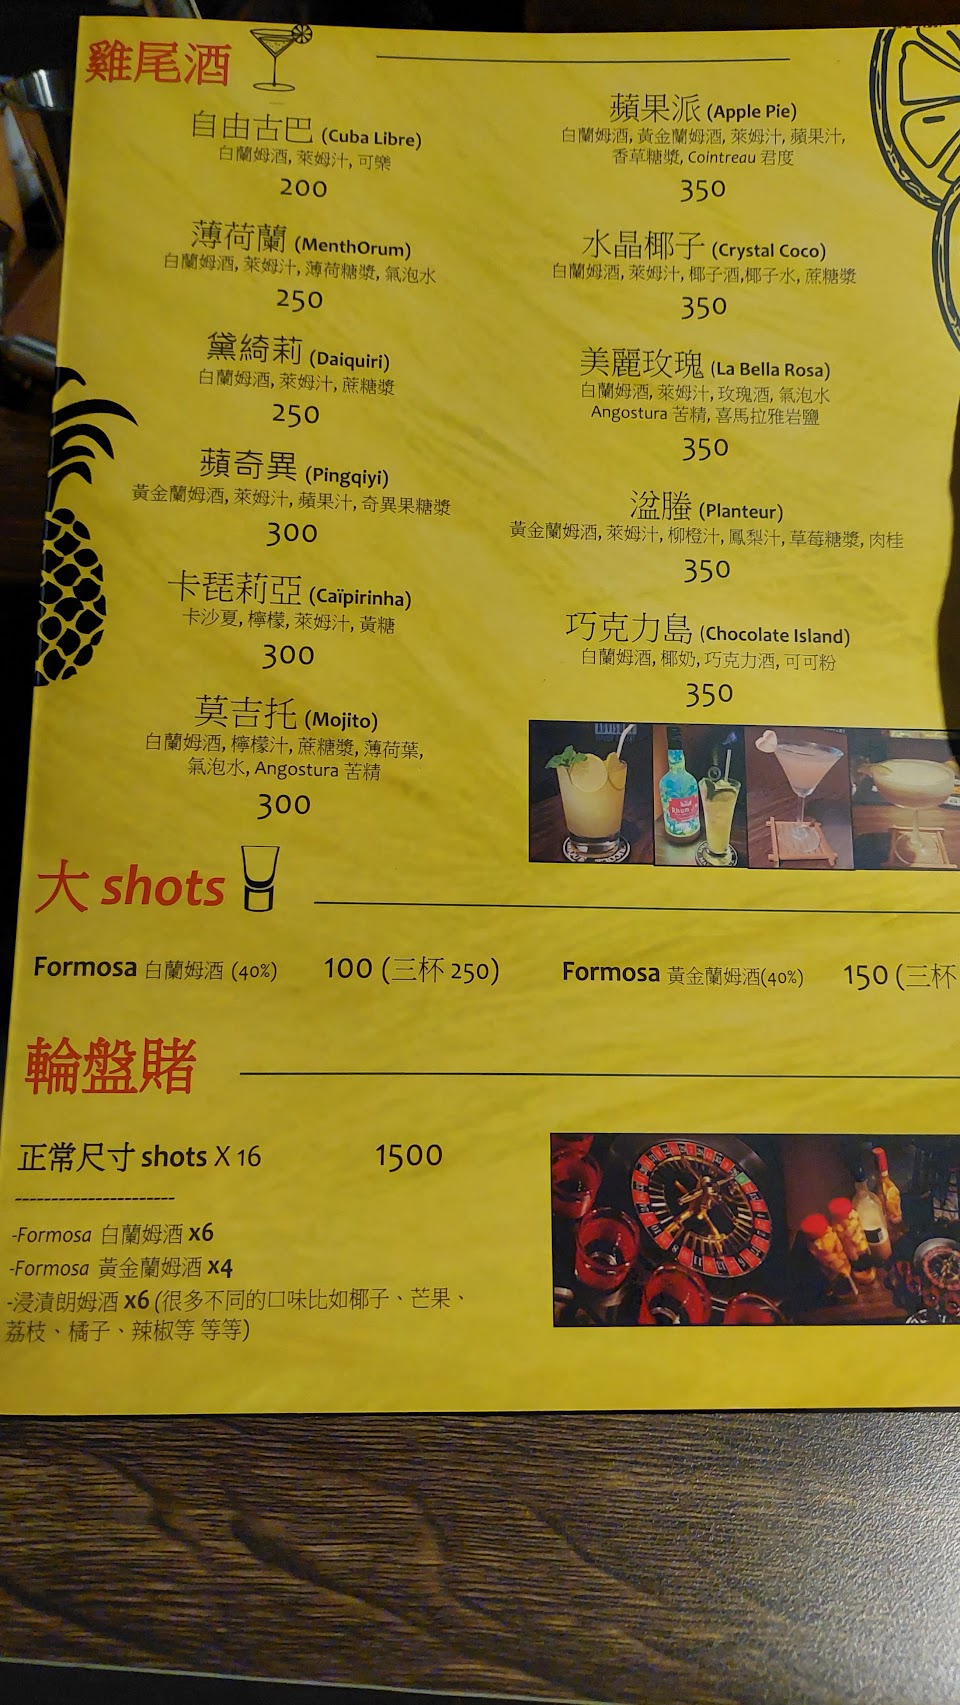 雞尾酒
自由古巴 (Cuba Libre)
白蘭姆酒, 萊姆汁, 可樂
200
薄荷蘭 (MenthOrum)
白蘭姆酒, 萊姆汁, 薄荷糖漿, 氣泡水
250
黛綺莉 (Daiquiri)
白蘭姆酒, 萊姆汁, 蔗糖漿
250
蘋奇異 (Pingqiyi)
黃金蘭姆酒, 萊姆汁, 蘋果汁, 奇異果糖漿
300
卡琵莉亞 (Caïpirinha)
卡沙夏, 檸檬, 萊姆汁, 黃糖
300
莫吉托 (Mojito)
白蘭姆酒, 檸檬汁, 蔗糖漿, 薄荷葉,
氣泡水, Angostura 苦精
300
蘋果派 (Apple Pie)
白蘭姆酒, 黃金蘭姆酒, 萊姆汁, 蘋果汁,
香草糖漿, Cointreau 君度
350
水晶椰子 (Crystal Coco)
白蘭姆酒, 萊姆汁, 椰子酒,椰子水, 蔗糖漿
350
美麗玫瑰 (La Bella Rosa)
白蘭姆酒, 萊姆汁, 玫瑰酒, 氣泡水
Angostura 苦精, 喜馬拉雅岩鹽
350
(Planteur)
黃金蘭姆酒, 萊姆汁, 柳橙汁, 鳳梨汁, 草莓糖漿, 肉桂
350
巧克力島 (Chocolate Island)
白蘭姆酒, 椰奶, 巧克力酒, 可可粉
350
Rhum
大 shots
Formosa 白蘭姆酒 (40%) 100 (三杯 250)
Formosa 黃金蘭姆酒(40%) 150 (三杯
輪盤賭
正常尺寸 shots X 16 1500
-----------------------
-Formosa 白蘭姆酒 x6
-Formosa 黃金蘭姆酒 x4
-浸漬朗姆酒 x6 (很多不同的口味比如椰子、芒果、
荔枝、橘子、辣椒等 等等)